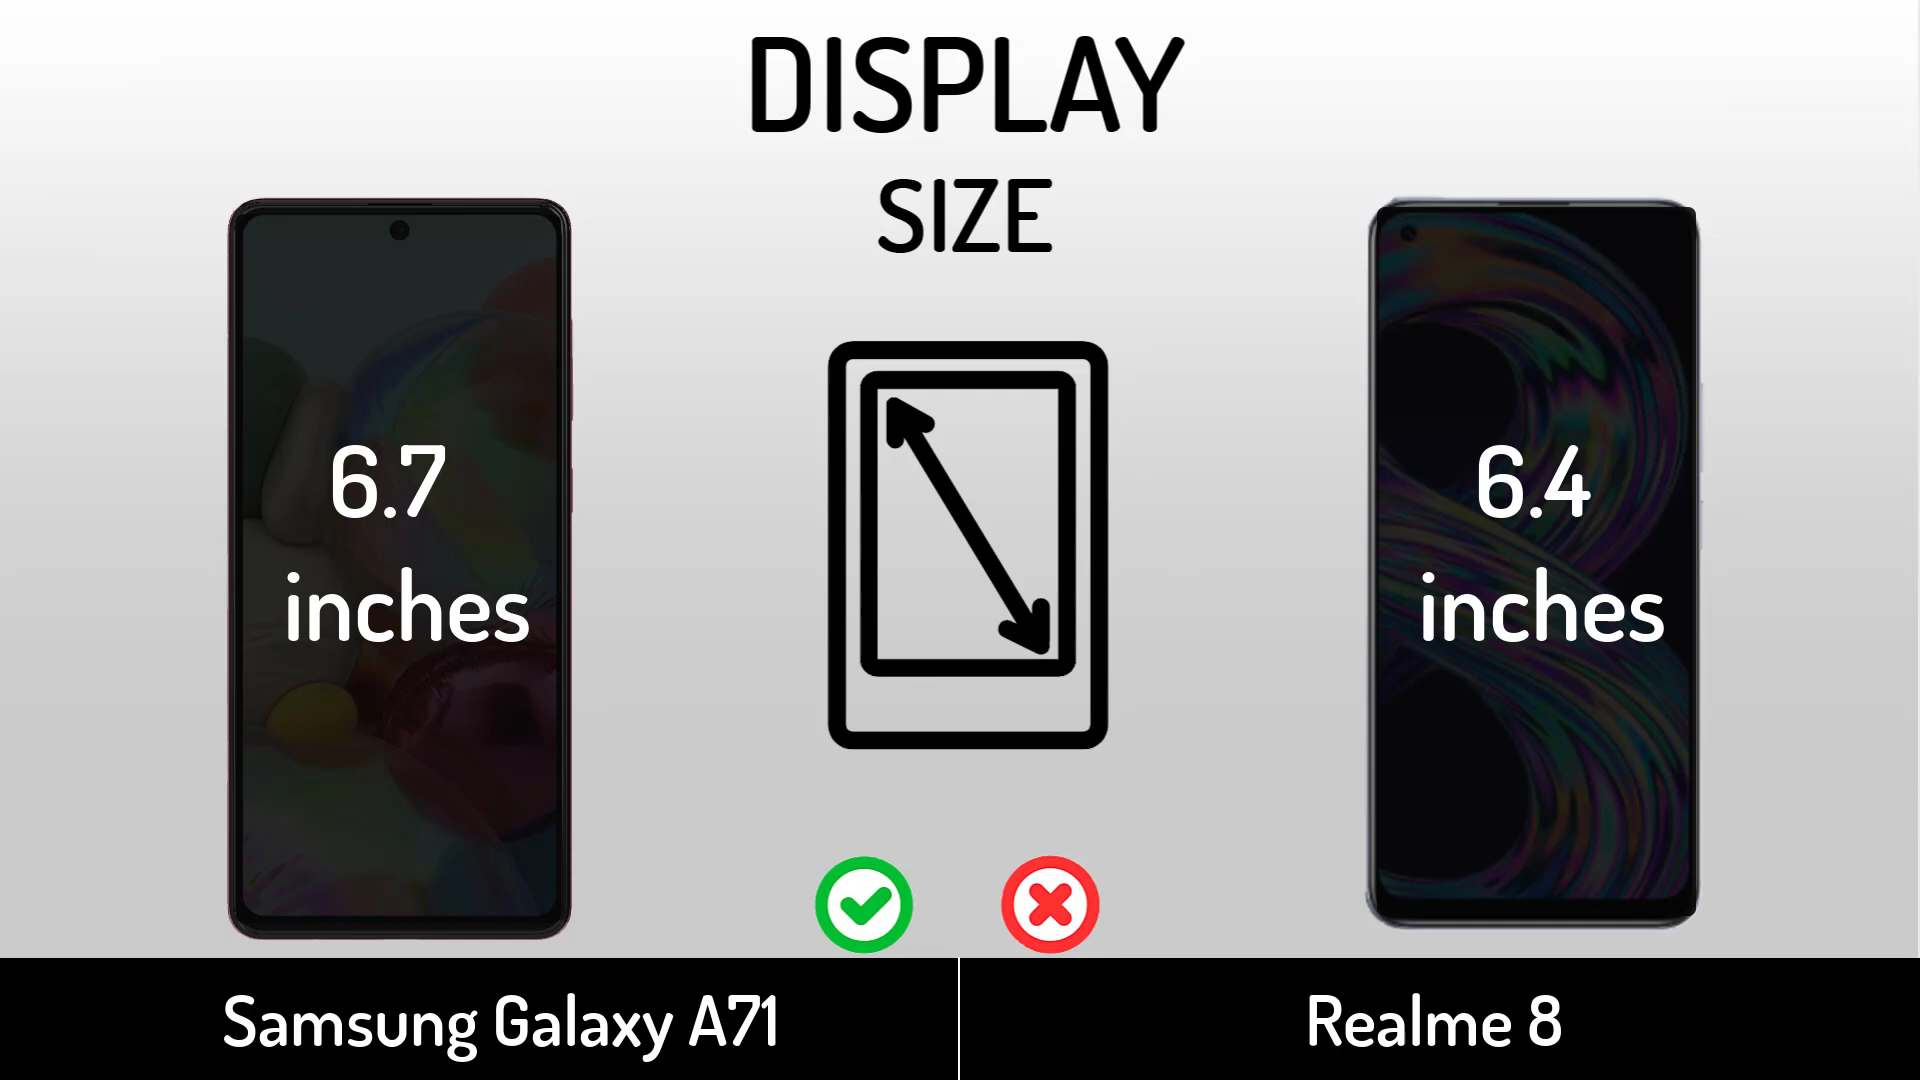 DISPLAY
SIZE
6.7
inches
6.4
inches
Samsung Galaxy A71
Realme 8